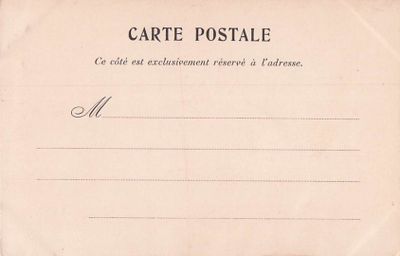 CARTE POSTALE
Ce côté est exclusivement réservé à l'adresse.
M